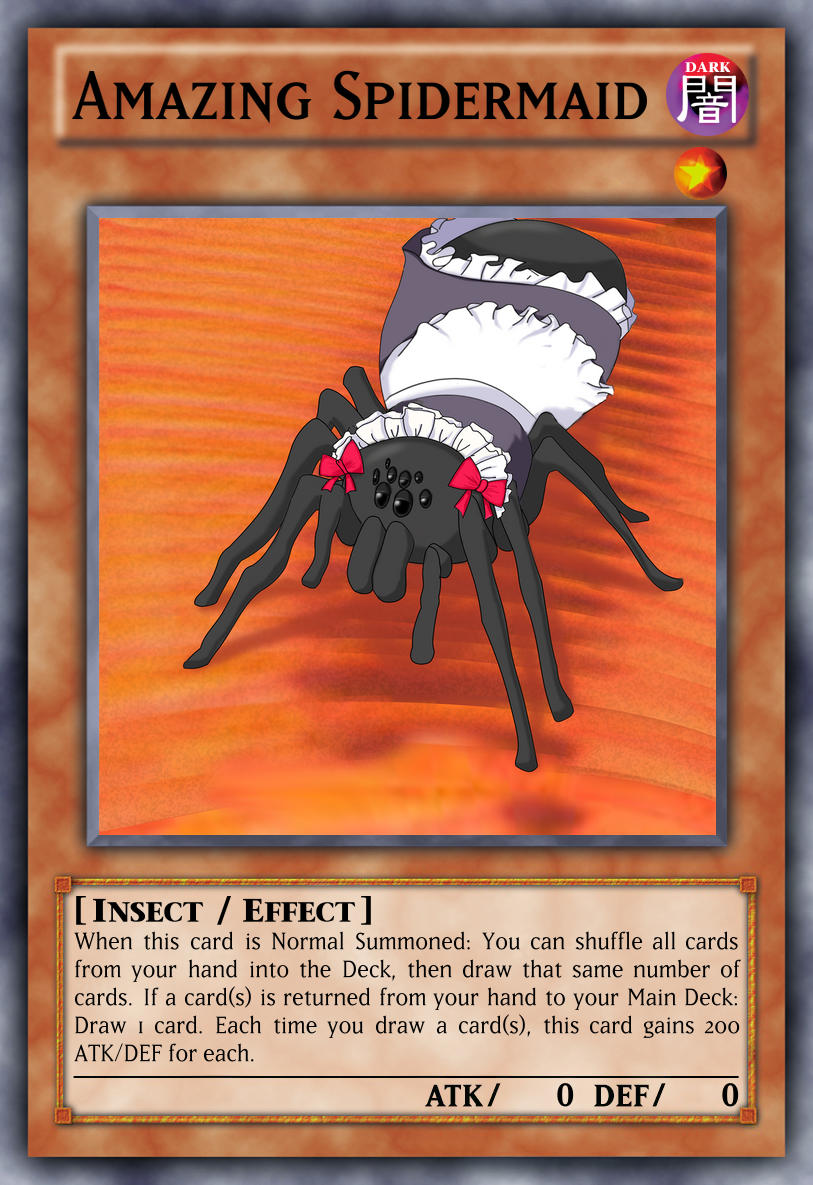 Amazing Spidermaid
DARK
闇
[ Insect / Effect ]
When this card is Normal Summoned: You can shuffle all cards
from your hand into the Deck, then draw that same number of
cards. If a card(s) is returned from your hand to your Main Deck:
Draw 1 card. Each time you draw a card(s), this card gains 200
ATK/DEF for each.
ATK/ 0 DEF/ 0